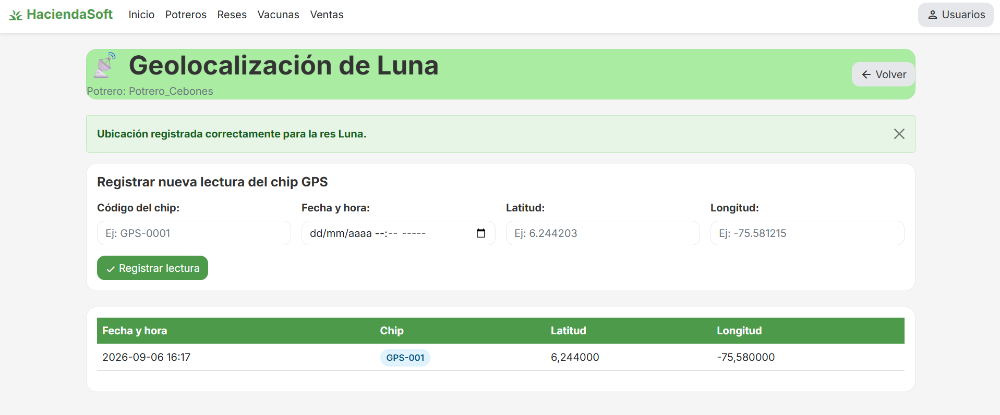 HaciendaSoft Inicio Potreros Reses Vacunas Ventas Usuarios
Geolocalización de Luna
Volver
Potrero: Potrero_Cebones
Ubicación registrada correctamente para la res Luna.
Registrar nueva lectura del chip GPS
Código del chip: Fecha y hora: Latitud: Longitud:
Ej: GPS-0001 dd/mm/aaaa --:-- ----- Ej: 6.244203 Ej: -75.581215
Registrar lectura
Fecha y hora Chip Latitud Longitud
2026-09-06 16:17 GPS-001 6,244000 -75,580000